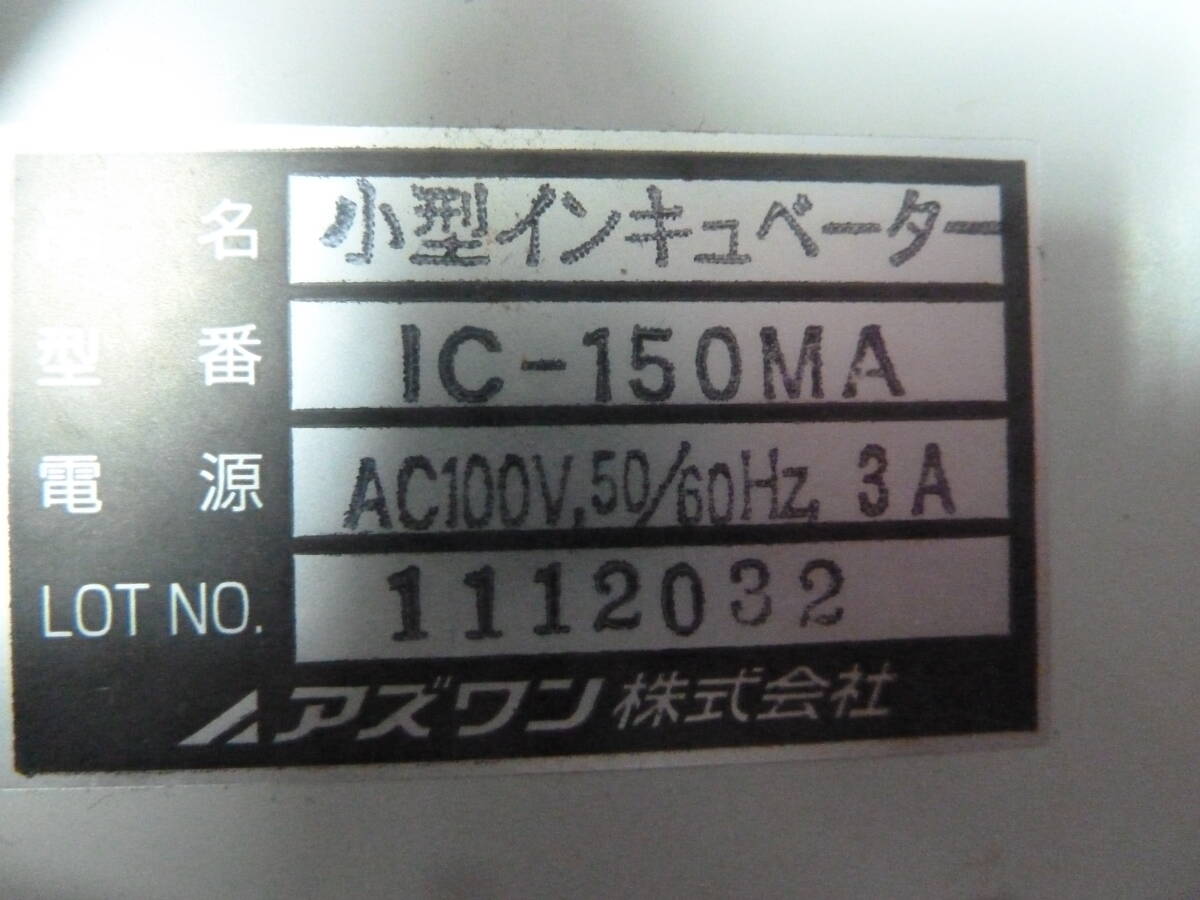 名 小型インキュベーター
型番 IC-150MA
電源 AC100V,50/60Hz, 3A
LOT NO. 1112032
アズワン株式会社